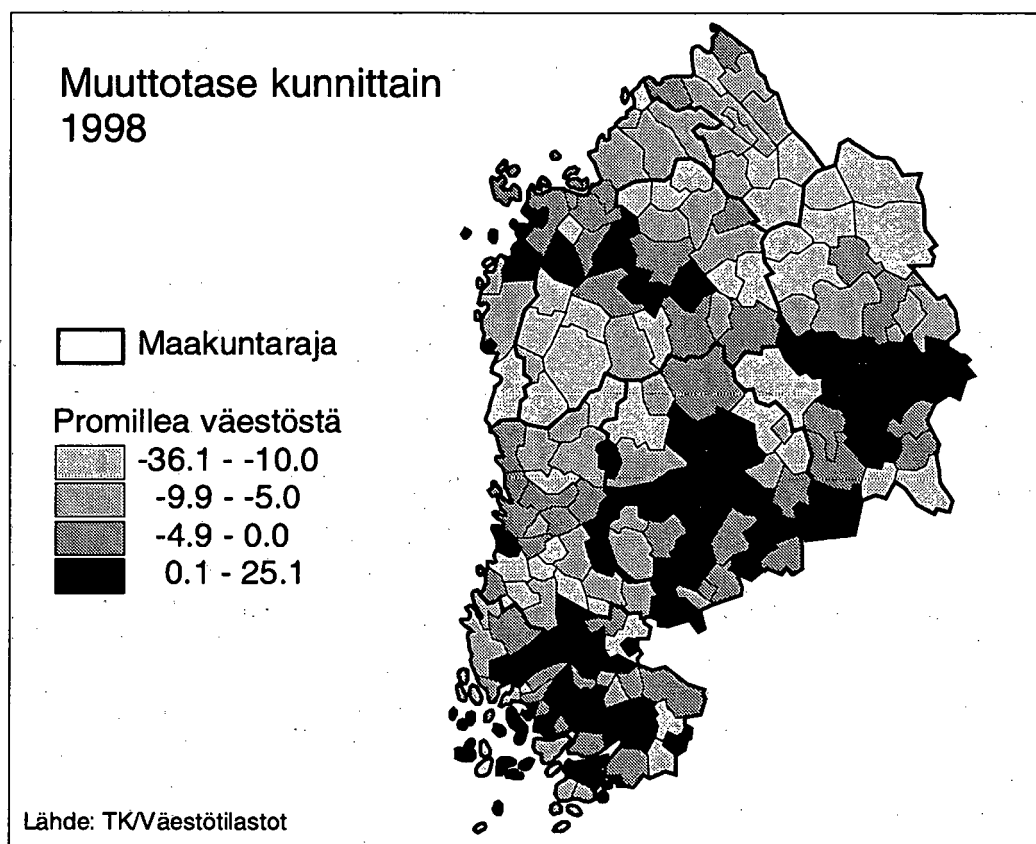 Muuttotase kunnittain
1998
Maakuntaraja
Promillea väestöstä
-36.1 - -10.0
-9.9 - -5.0
-4.9 - 0.0
0.1 - 25.1
Lähde: TK/Väestötilastot